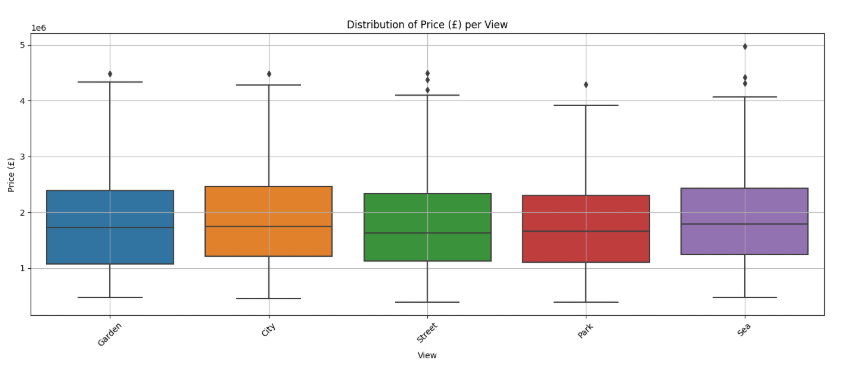 Distribution of Price (£) per View
1e6
5
4
3
2
1
Price (£)
Garden
City
Street
Park
Sea
View